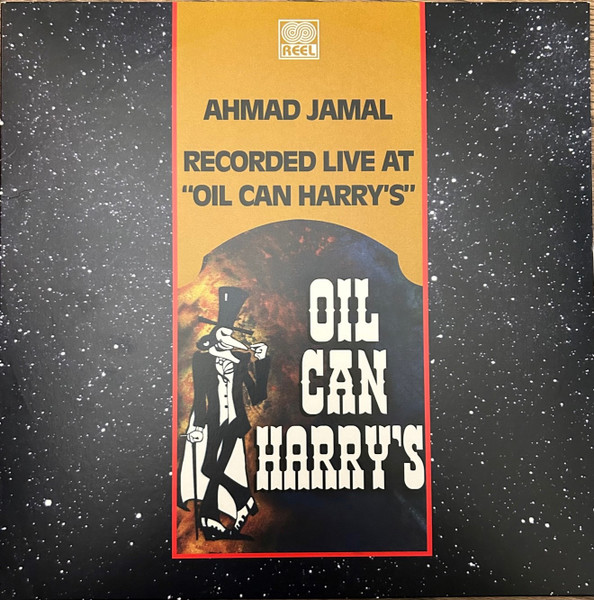 REEL
AHMAD JAMAL
RECORDED LIVE AT
"OIL CAN HARRY'S"
OIL
CAN
HARRY'S